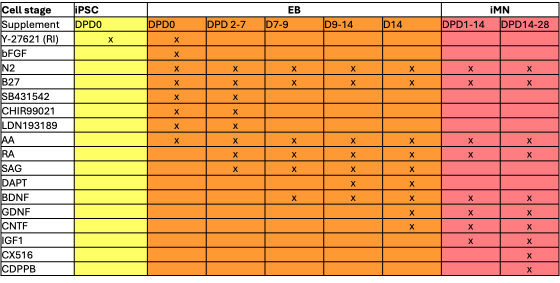 Cell stage iPSC EB iMN
Supplement DPD0 DPD0 DPD 2-7 D7-9 D9-14 D14 DPD1-14 DPD14-28
Y-27621 (RI) x x
bFGF x
N2 x x x x x x x
B27 x x x x x x x
SB431542 x x
CHIR99021 x x
LDN193189 x x
AA x x x x x x x
RA x x x x x x
SAG x x x x
DAPT x x
BDNF x x x x x
GDNF x x x
CNTF x x x
IGF1 x x
CX516 x
CDPPB x